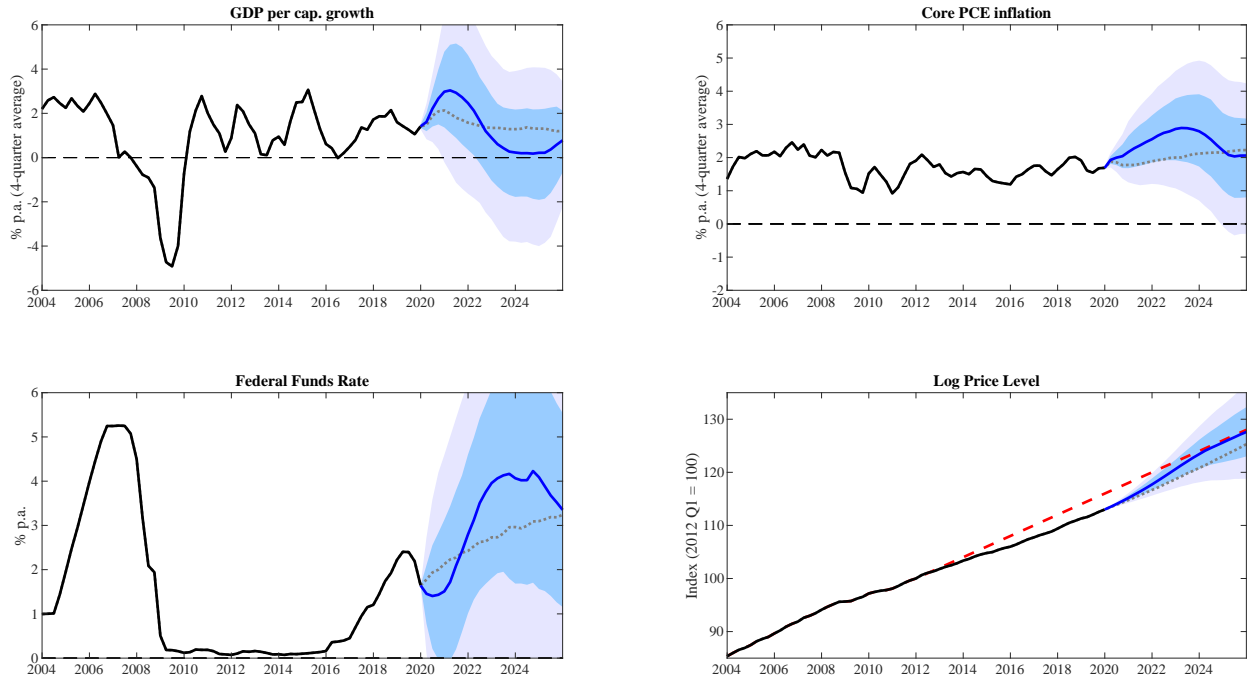 GDP per cap. growth
% p.a. (4-quarter average)
6
4
2
0
-2
-4
-6
2004 2006 2008 2010 2012 2014 2016 2018 2020 2022 2024
Core PCE inflation
% p.a. (4-quarter average)
6
5
4
3
2
1
0
-1
-2
2004 2006 2008 2010 2012 2014 2016 2018 2020 2022 2024
Federal Funds Rate
% p.a.
6
5
4
3
2
1
0
2004 2006 2008 2010 2012 2014 2016 2018 2020 2022 2024
Log Price Level
Index (2012 Q1 = 100)
130
120
110
100
90
2004 2006 2008 2010 2012 2014 2016 2018 2020 2022 2024